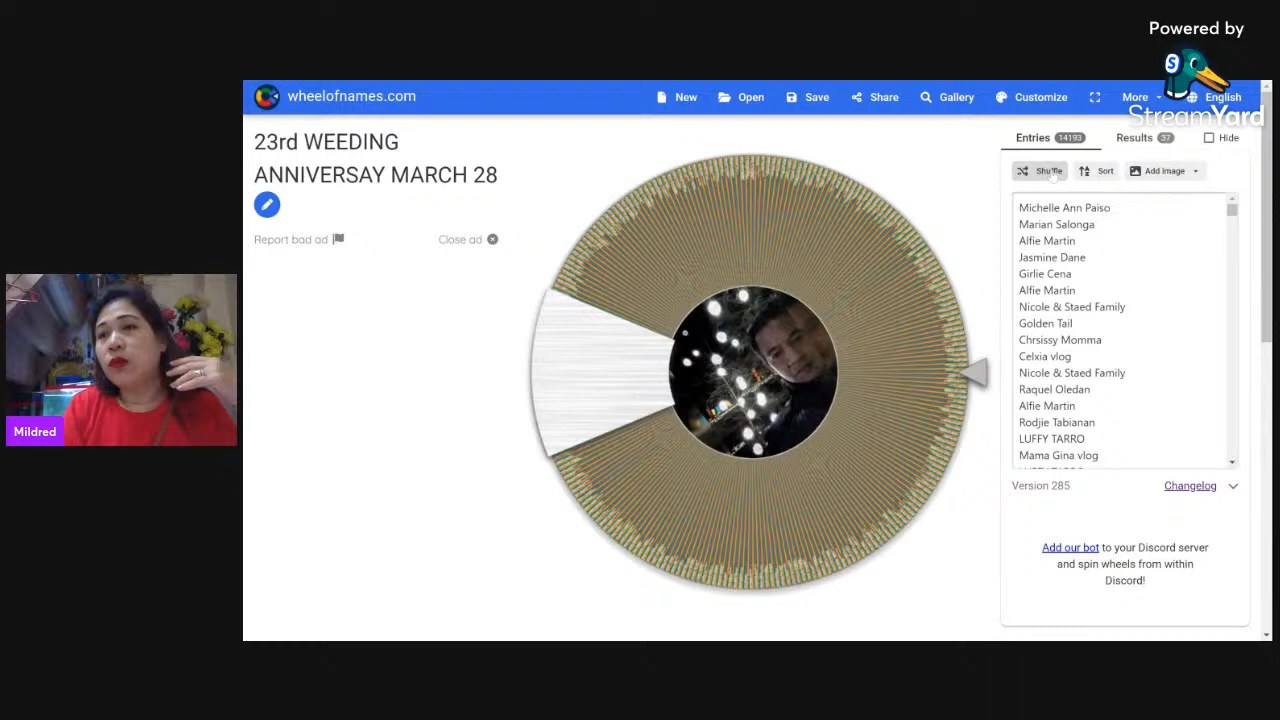 Powered by
StreamYard
wheelofnames.com
New
Open
Save
Share
Gallery
Customize
More
English
23rd WEEDING
ANNIVERSAY MARCH 28
Report bad ad
Close ad
Entries 14193
Results 37
Hide
Shuffle
Sort
Add image
Michelle Ann Paiso
Marian Salonga
Alfie Martin
Jasmine Dane
Girlie Cena
Alfie Martin
Nicole & Staed Family
Golden Tail
Chrsissy Momma
Celxia vlog
Nicole & Staed Family
Raquel Oledan
Alfie Martin
Rodjie Tabianan
LUFFY TARRO
Mama Gina vlog
Version 285
Changelog
Add our bot to your Discord server
and spin wheels from within
Discord!
Mildred